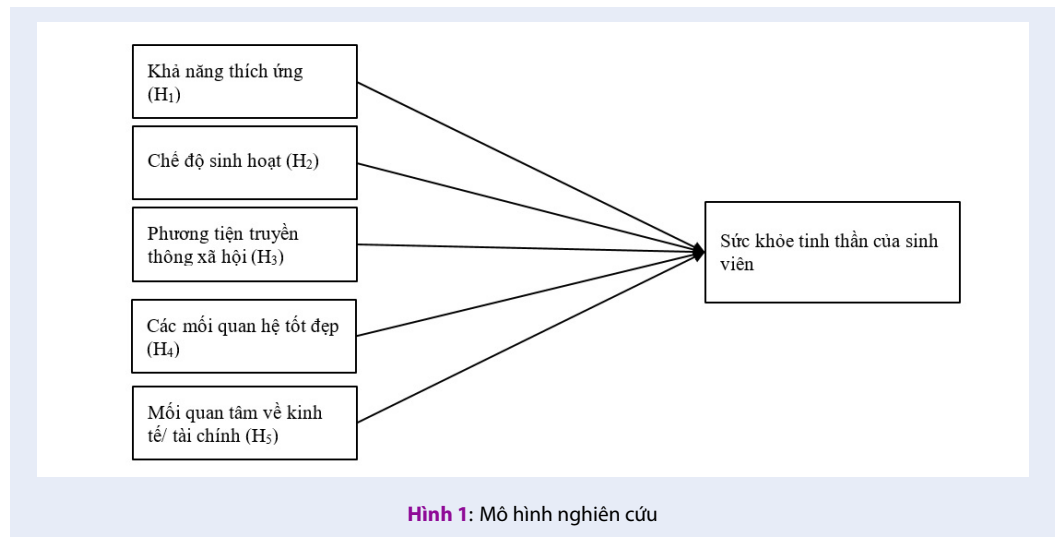 Khả năng thích ứng
(H₁)
Chế độ sinh hoạt (H₂)
Phương tiện truyền
thông xã hội (H₃)
Các mối quan hệ tốt đẹp
(H₄)
Mối quan tâm về kinh
tế/ tài chính (H₅)
Sức khỏe tinh thần của sinh
viên
Hình 1: Mô hình nghiên cứu